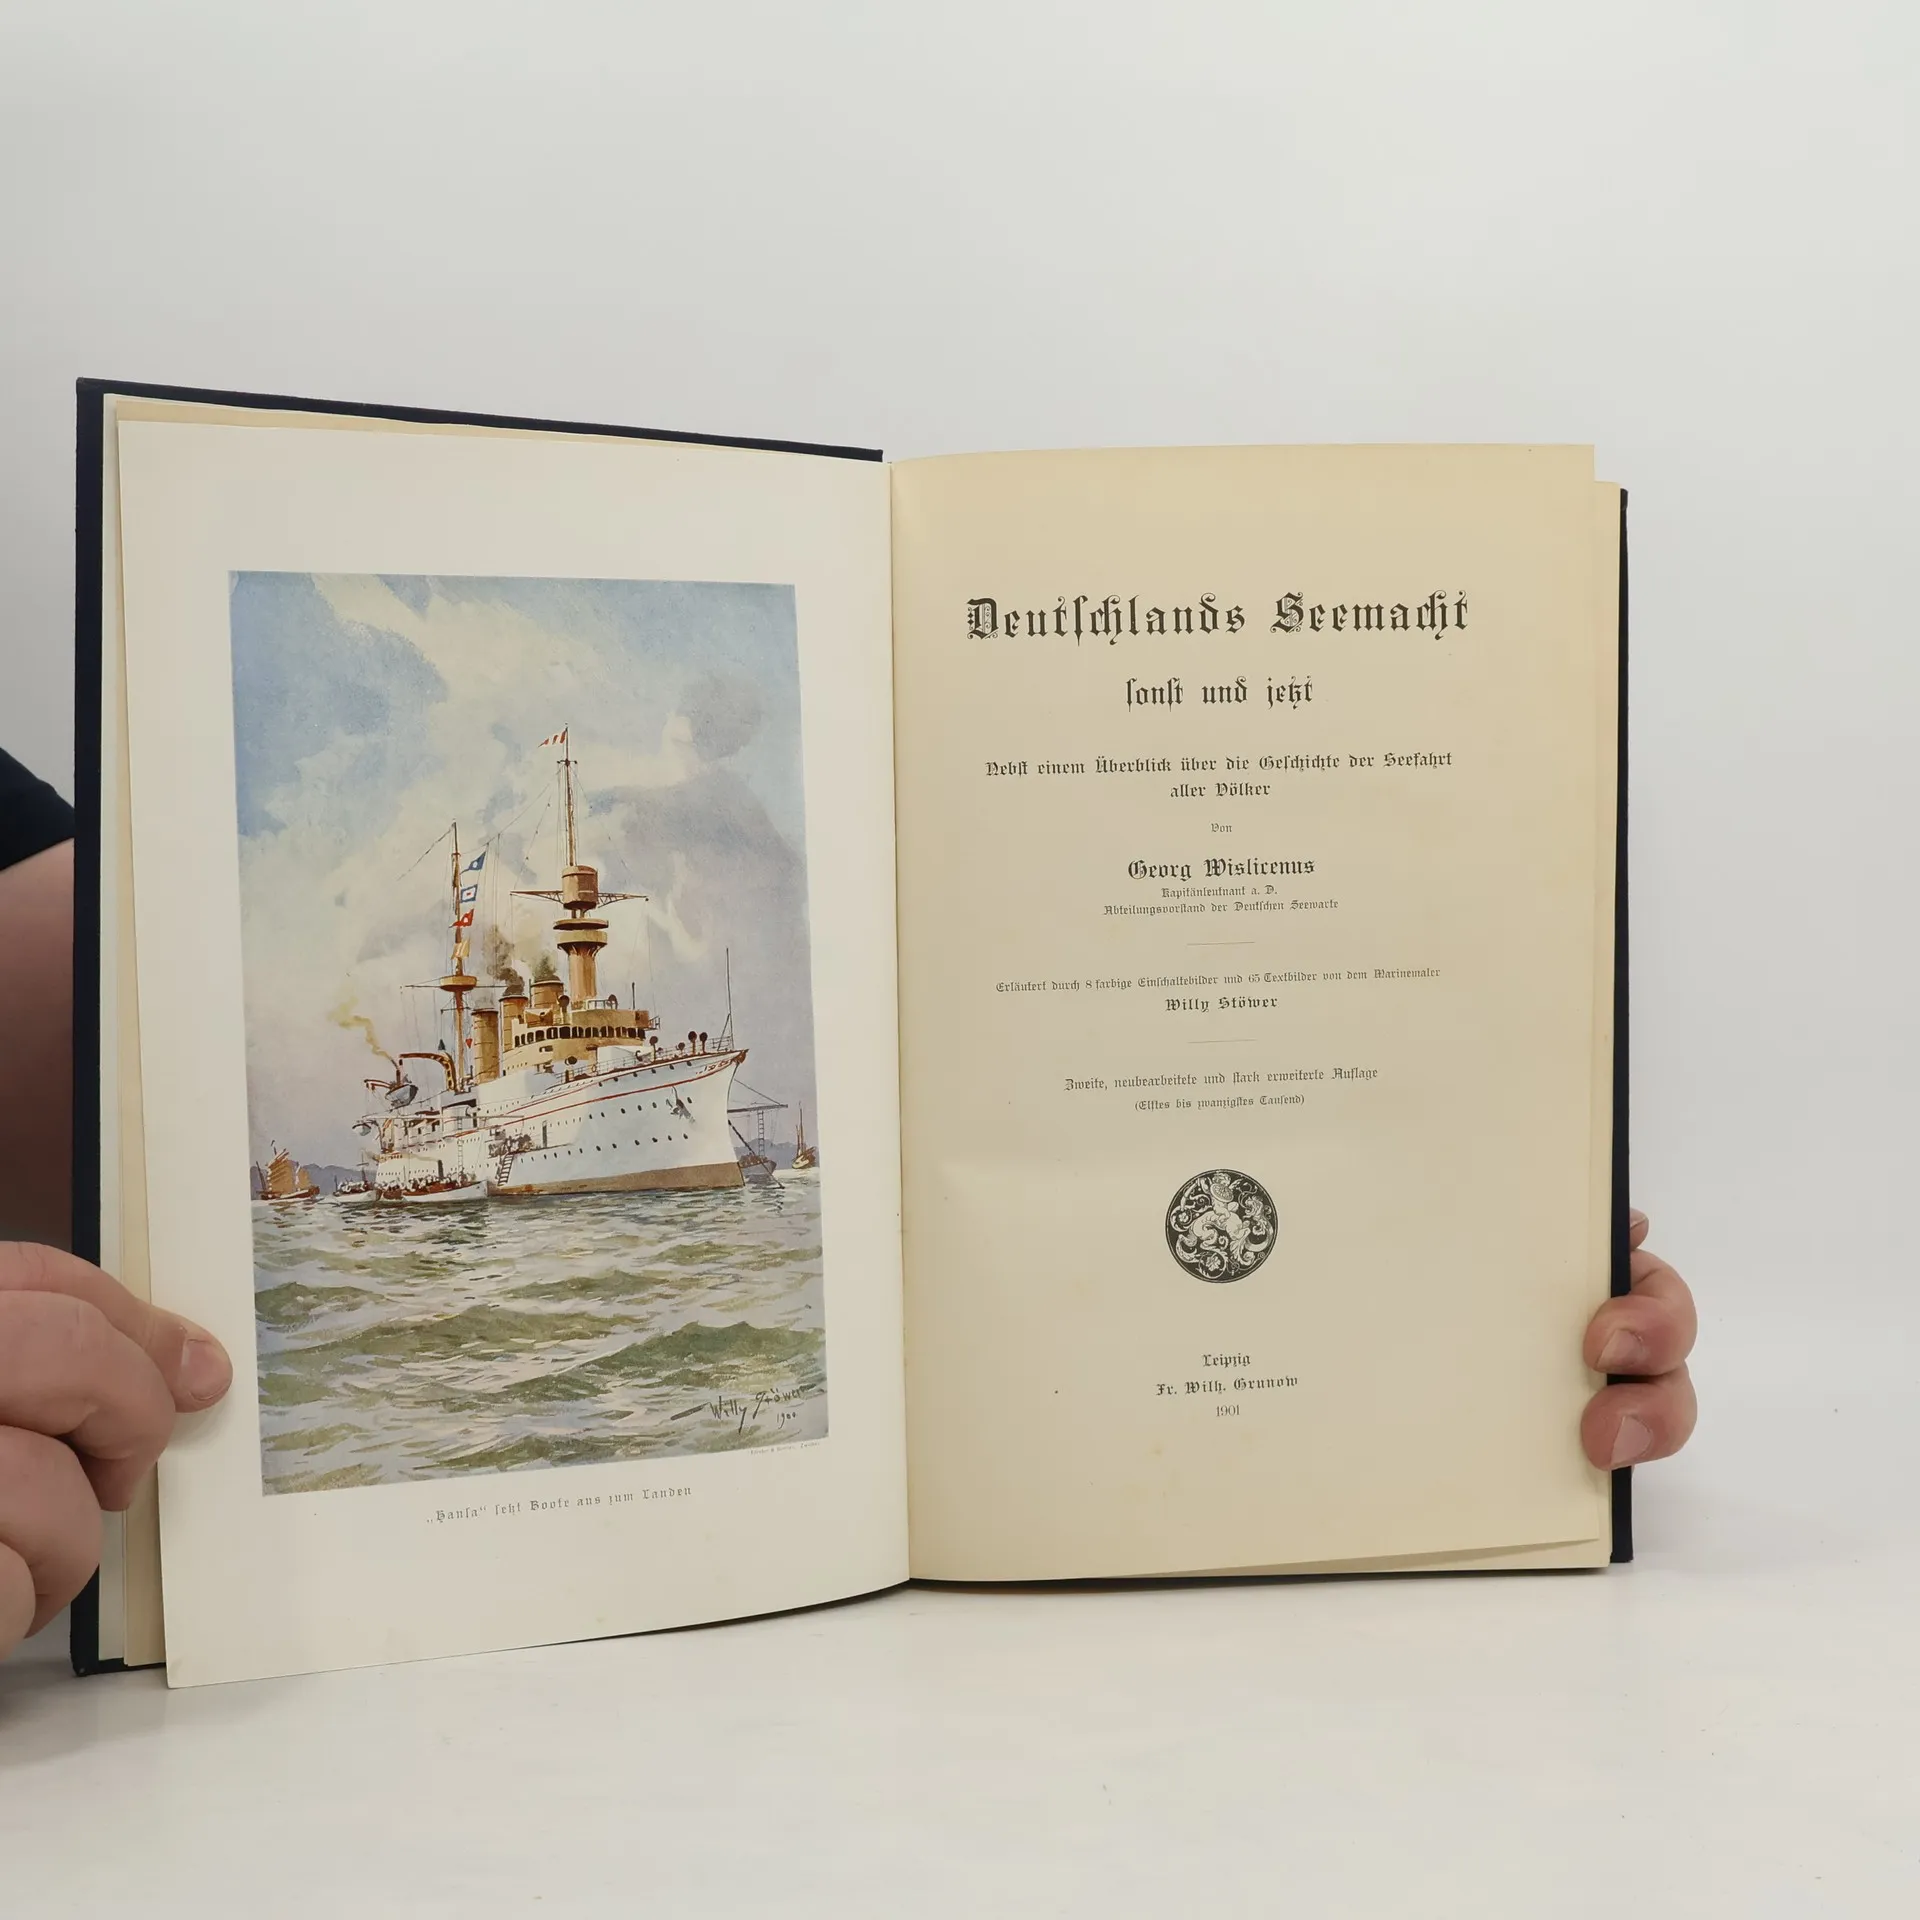 Willy Stöwer
1900
„Hansa“ setzt Boote aus zum Landen
Deutschlands Seemacht
sonst und jetzt
Nebst einem Überblick über die Geschichte der Seefahrt
aller Völker
Von
Georg Wislicenus
Kapitänleutnant a. D.
Abteilungsvorstand der Deutschen Seewarte
Erläutert durch 8 farbige Einschaltebilder und 65 Textbilder von dem Marinemaler
Willy Stöwer
Zweite, neubearbeitete und stark erweiterte Auflage
(Elftes bis zwanzigstes Tausend)
Leipzig
Fr. Wilh. Grunow
1901